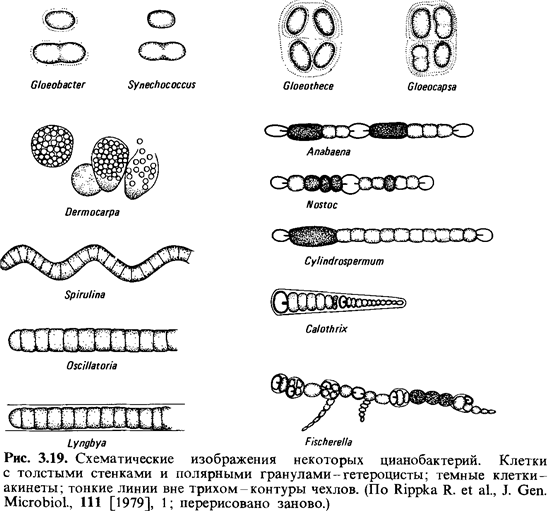 Gloeobacter
Synechococcus
Gloeothece
Gloeocapsa
Dermocarpa
Anabaena
Nostoc
Cylindrospermum
Spirulina
Calothrix
Oscillatoria
Lyngbya
Fischerella
Рис. 3.19. Схематические изображения некоторых цианобактерий. Клетки
с толстыми стенками и полярными гранулами–гетероцисты; темные клетки–
акинеты; тонкие линии вне трихом–контуры чехлов. (По Rippka R. et al., J. Gen.
Microbiol., 111 [1979], 1; перерисовано заново.)